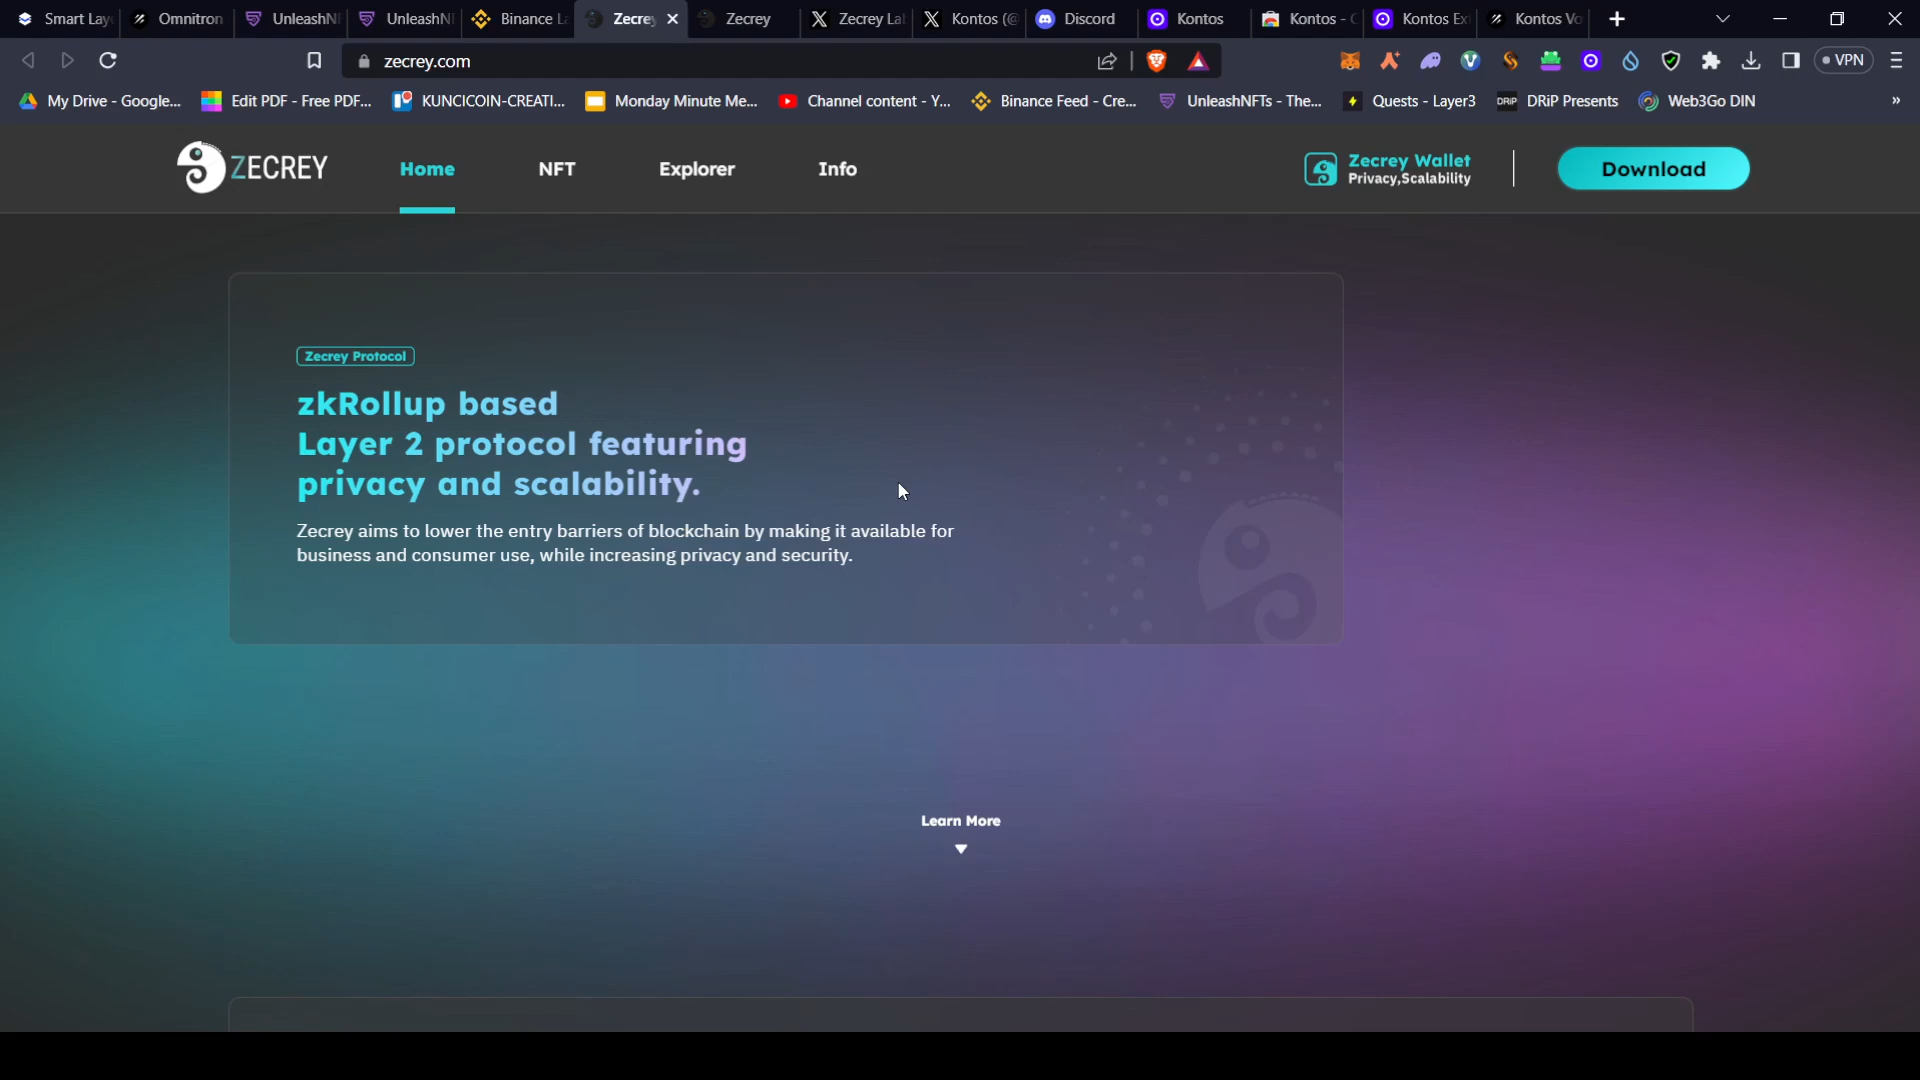 Smart Lay
Omnitron
UnleashNF
UnleashNF
Binance La
Zecrey
Zecrey
Zecrey Lab
Kontos (@
Discord
Kontos
Kontos - C
Kontos Ext
Kontos Vo
zecrey.com
VPN
My Drive - Google...
Edit PDF - Free PDF...
KUNCICOIN-CREATI...
Monday Minute Me...
Channel content - Y...
Binance Feed - Cre...
UnleashNFTs - The...
Quests - Layer3
DRiP Presents
Web3Go DIN
»
ZECREY
Home
NFT
Explorer
Info
Zecrey Wallet
Privacy,Scalability
Download
Zecrey Protocol
zkRollup based
Layer 2 protocol featuring
privacy and scalability.
Zecrey aims to lower the entry barriers of blockchain by making it available for
business and consumer use, while increasing privacy and security.
Learn More